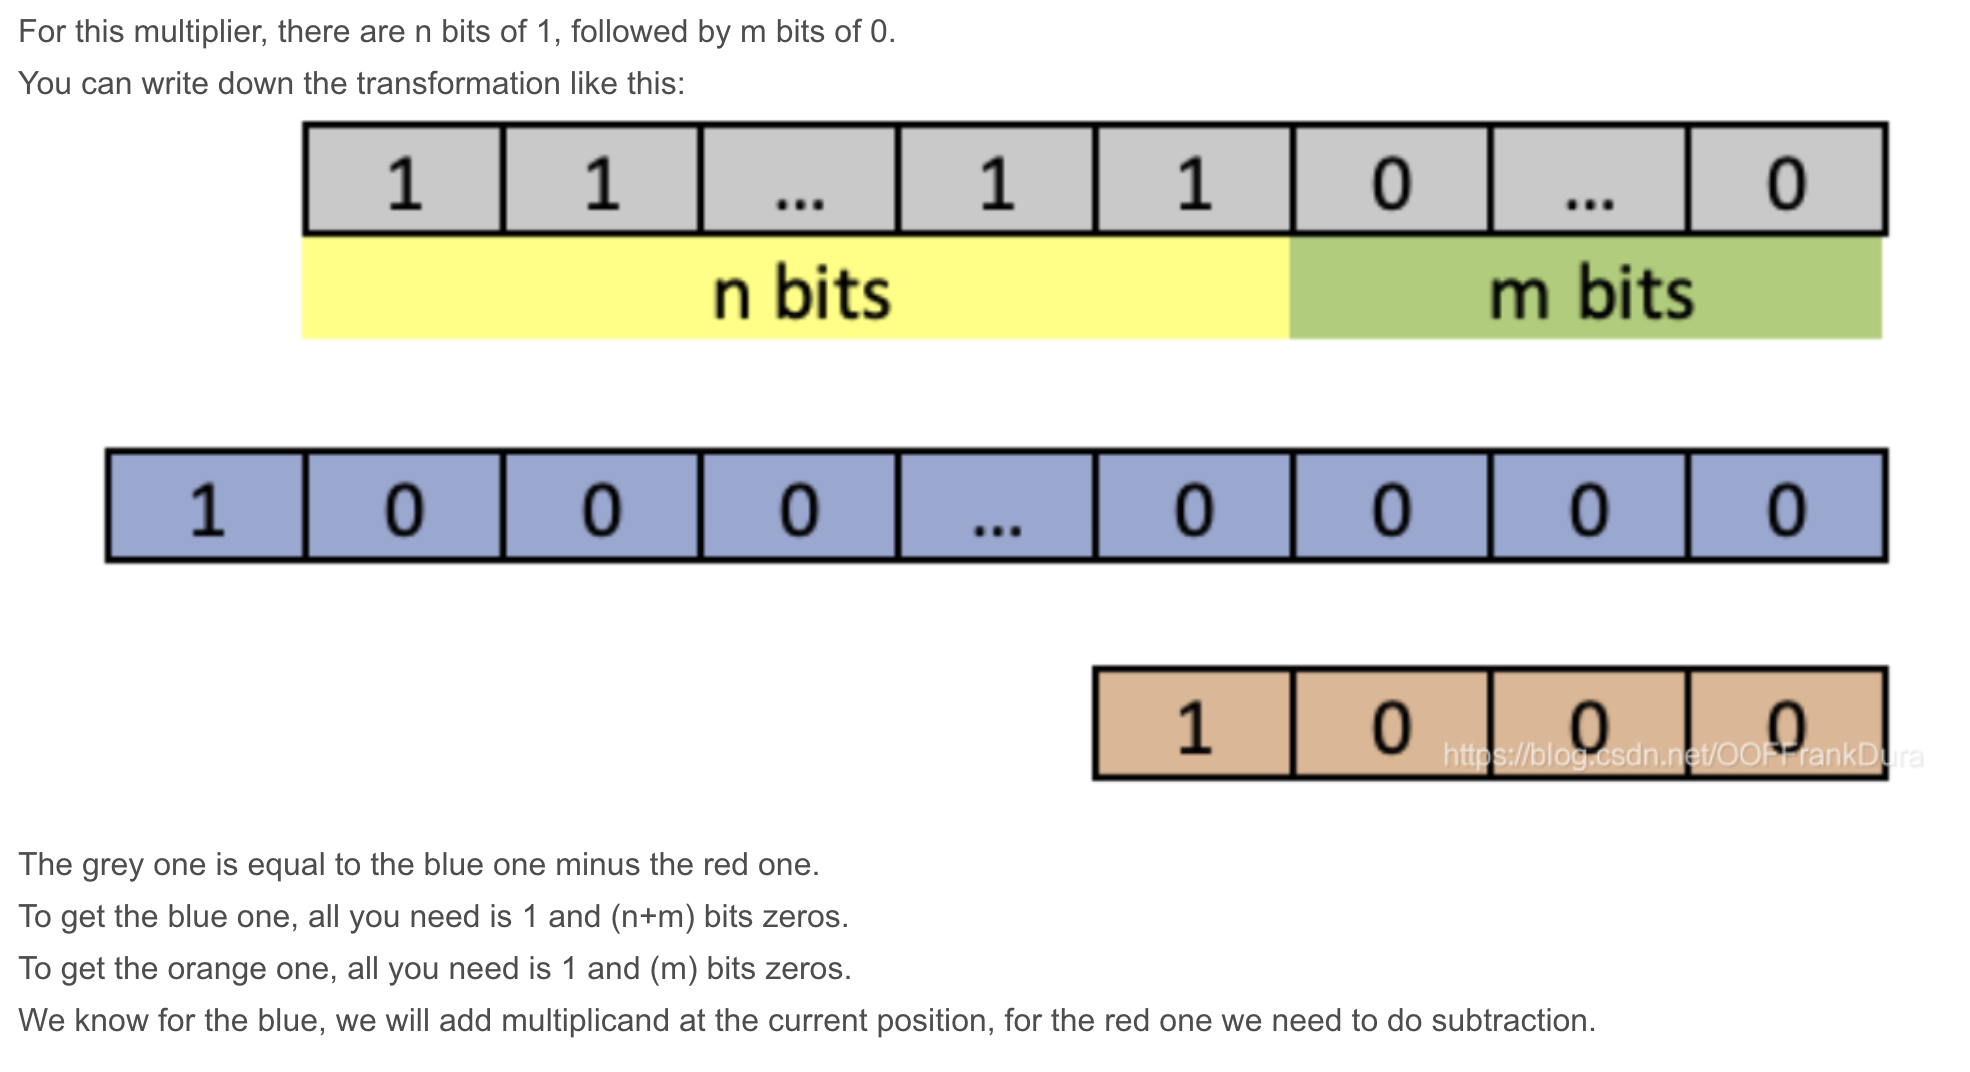 For this multiplier, there are n bits of 1, followed by m bits of 0.
You can write down the transformation like this:
1 1 ... 1 1 0 ... 0
n bits m bits
1 0 0 0 ... 0 0 0 0
1 0 0 0
https://blog.csdn.net/OOFFrankDura
The grey one is equal to the blue one minus the red one.
To get the blue one, all you need is 1 and (n+m) bits zeros.
To get the orange one, all you need is 1 and (m) bits zeros.
We know for the blue, we will add multiplicand at the current position, for the red one we need to do subtraction.